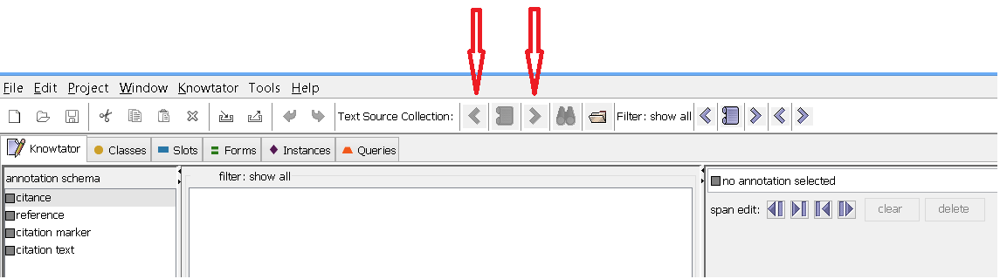 File Edit Project Window Knowtator Tools Help
Text Source Collection: Filter: show all
Knowtator Classes Slots Forms Instances Queries
annotation schema
citance
reference
citation marker
citation text
filter: show all
no annotation selected
span edit: clear delete